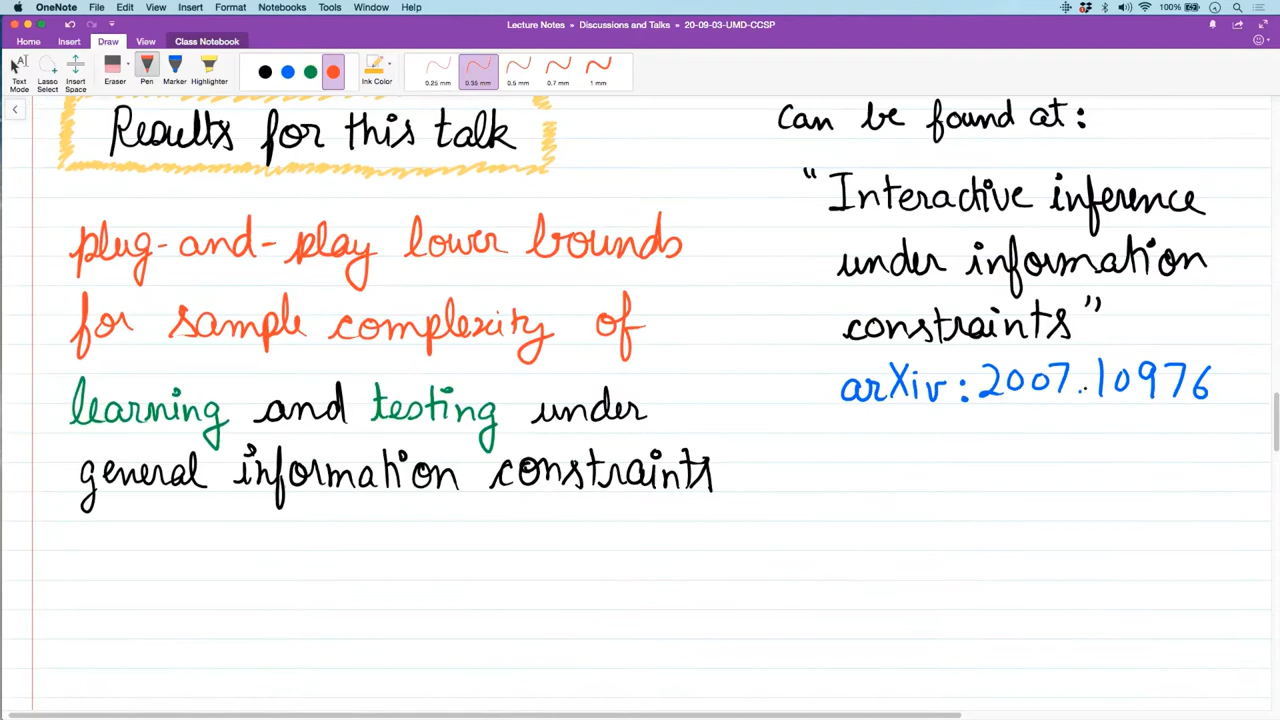 OneNote File Edit View Insert Format Notebooks Tools Window Help 100%
Lecture Notes » Discussions and Talks » 20-09-03-UMD-CCSP
Home Insert Draw View Class Notebook
Text Mode Lasso Select Insert Space Eraser Pen Marker Highlighter Ink Color 0.25 mm 0.35 mm 0.5 mm 0.7 mm 1 mm
Results for this talk
plug-and-play lower bounds
for sample complexity of
learning and testing under
general information constraints
can be found at:
"Interactive inference
under information
constraints"
arXiv: 2007.10976